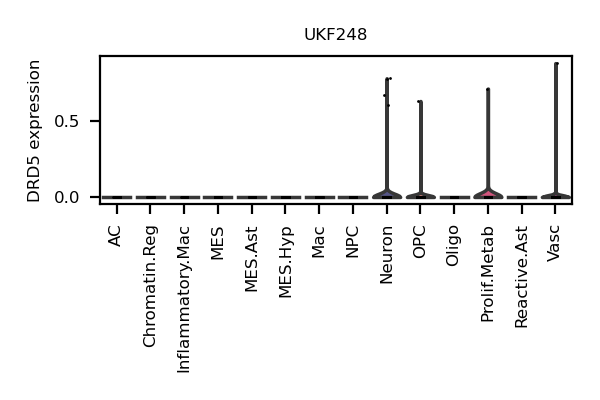 UKF248
DRD5 expression
0.5
0.0
AC
Chromatin.Reg
Inflammatory.Mac
MES
MES.Ast
MES.Hyp
Mac
NPC
Neuron
OPC
Oligo
Prolif.Metab
Reactive.Ast
Vasc